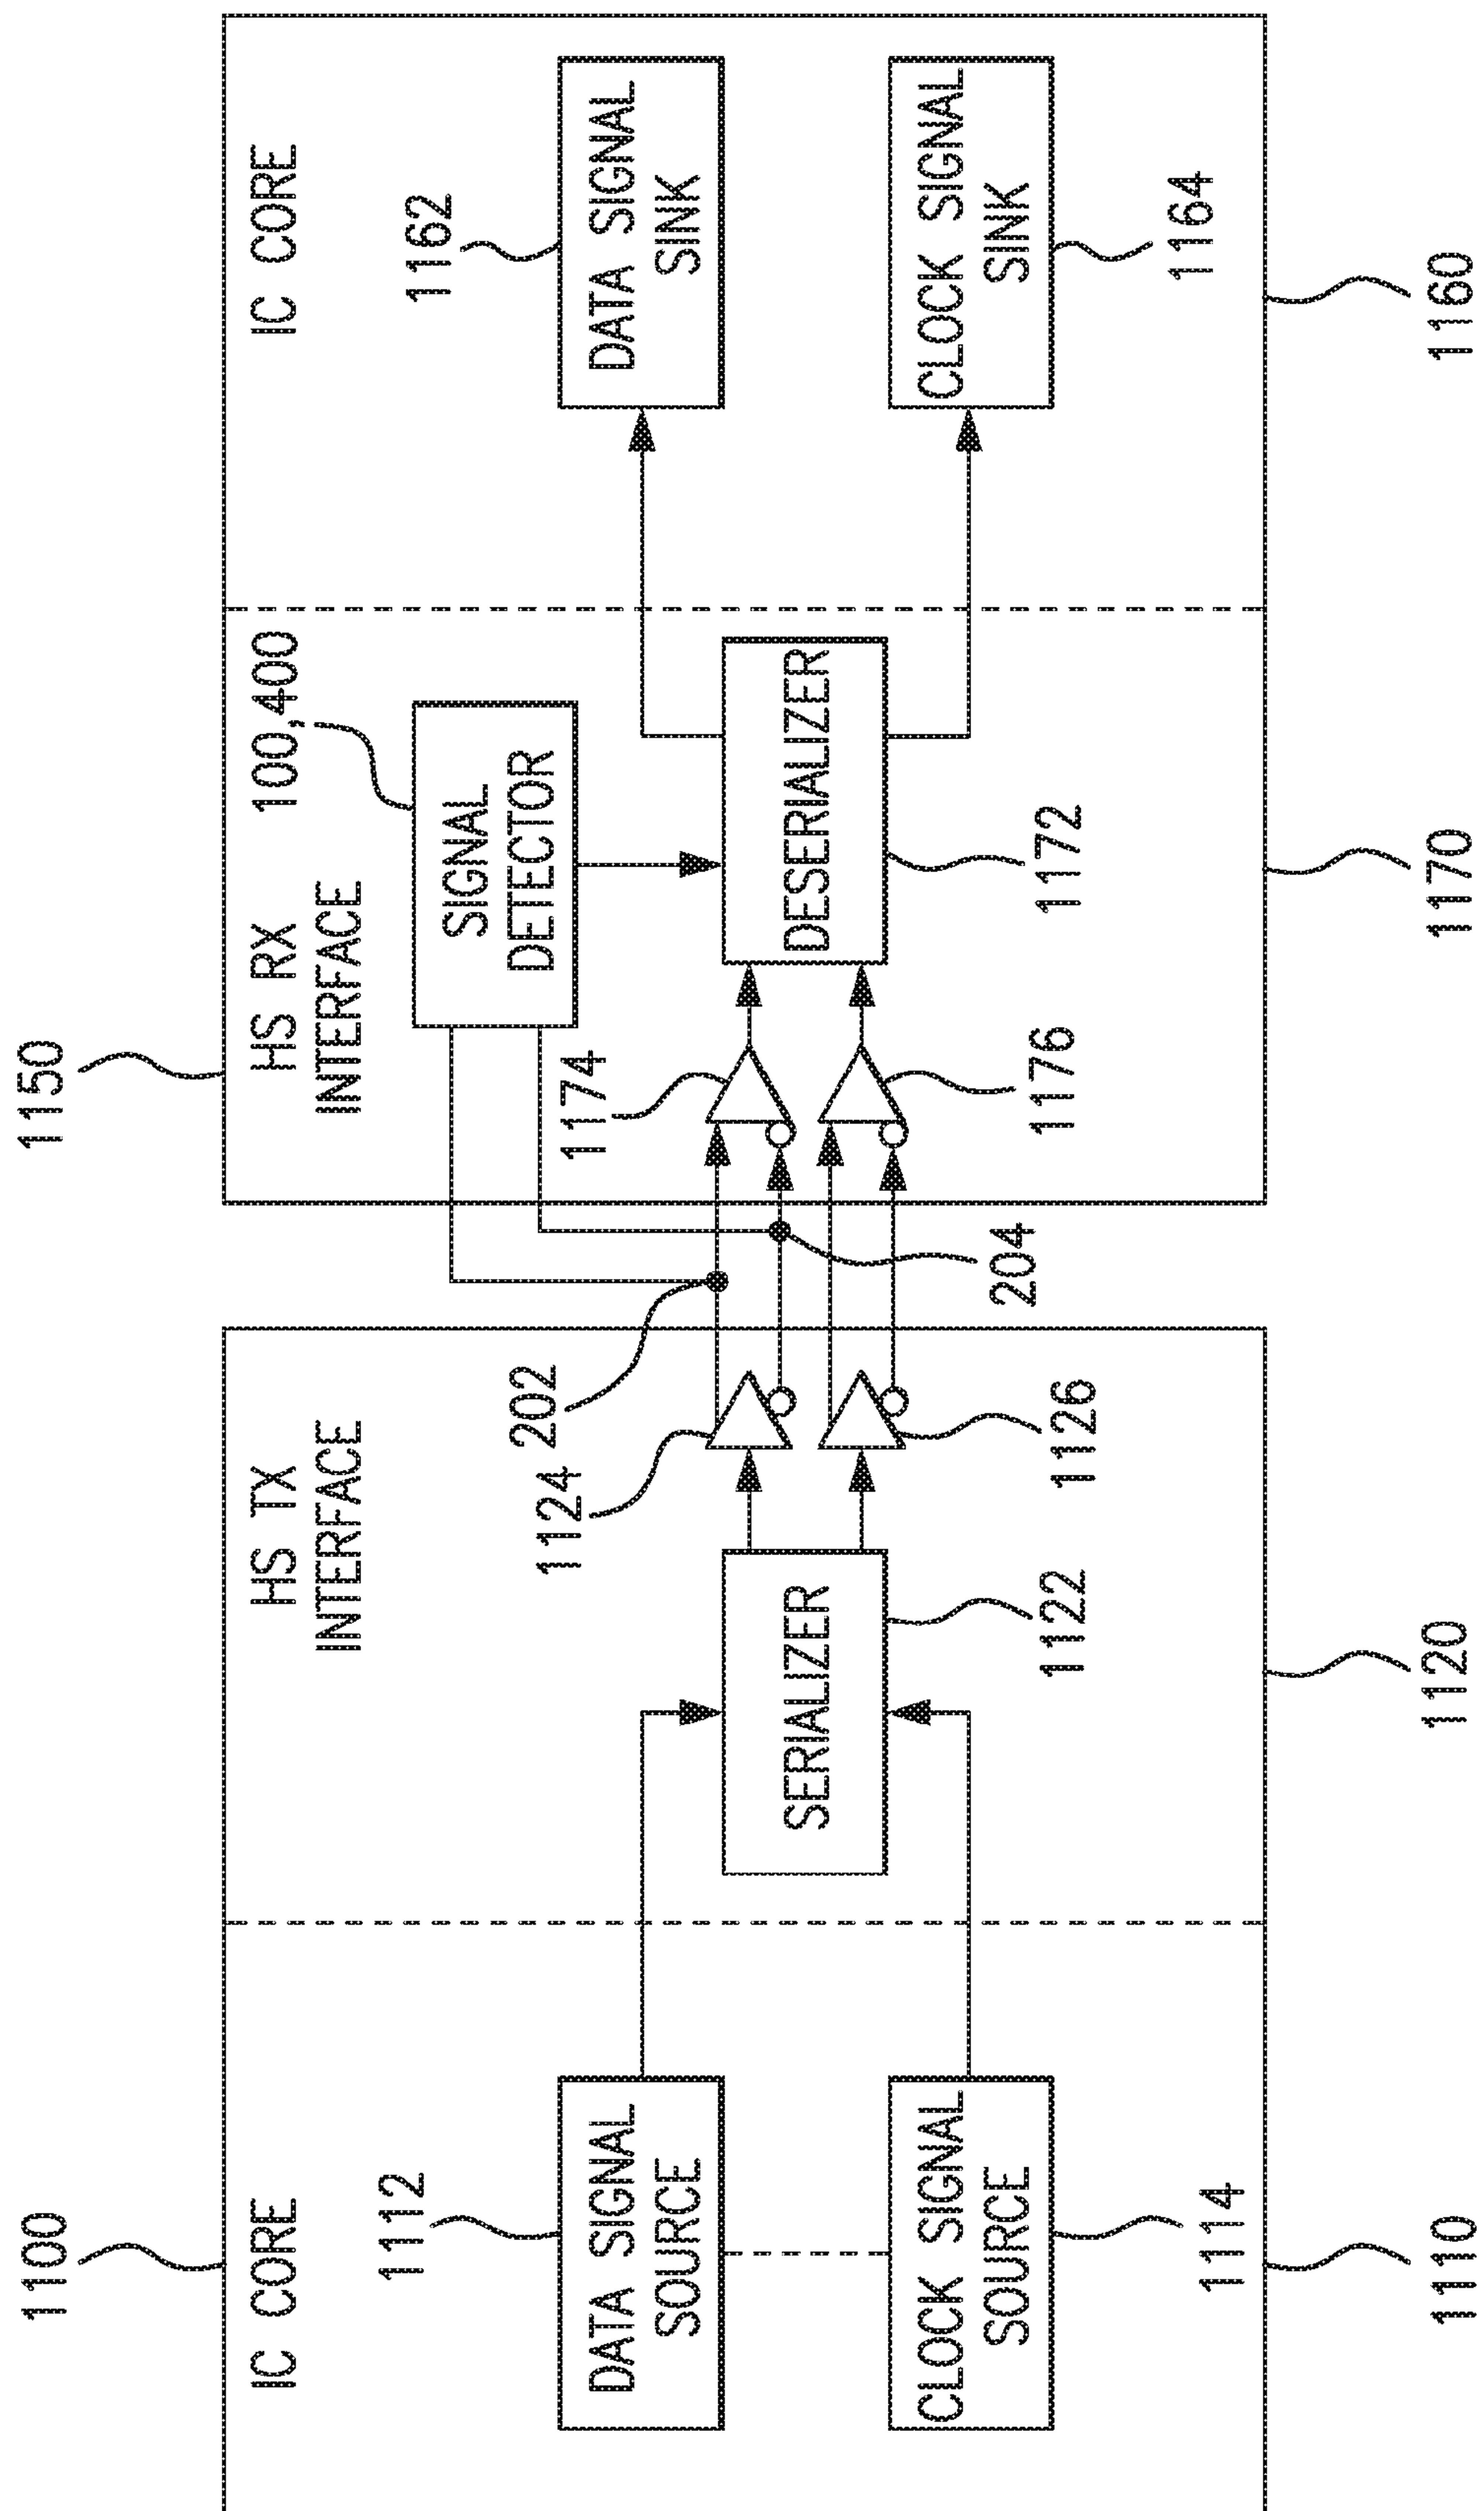 1100
1150
IC CORE
HS TX
INTERFACE
HS RX
INTERFACE
100,400
IC CORE
1112
DATA SIGNAL
SOURCE
CLOCK SIGNAL
SOURCE
1114
SERIALIZER
1122
1124
1126
202
204
1174
1176
SIGNAL
DETECTOR
DESERIALIZER
1172
1162
DATA SIGNAL
SINK
CLOCK SIGNAL
SINK
1164
1110
1120
1170
1160